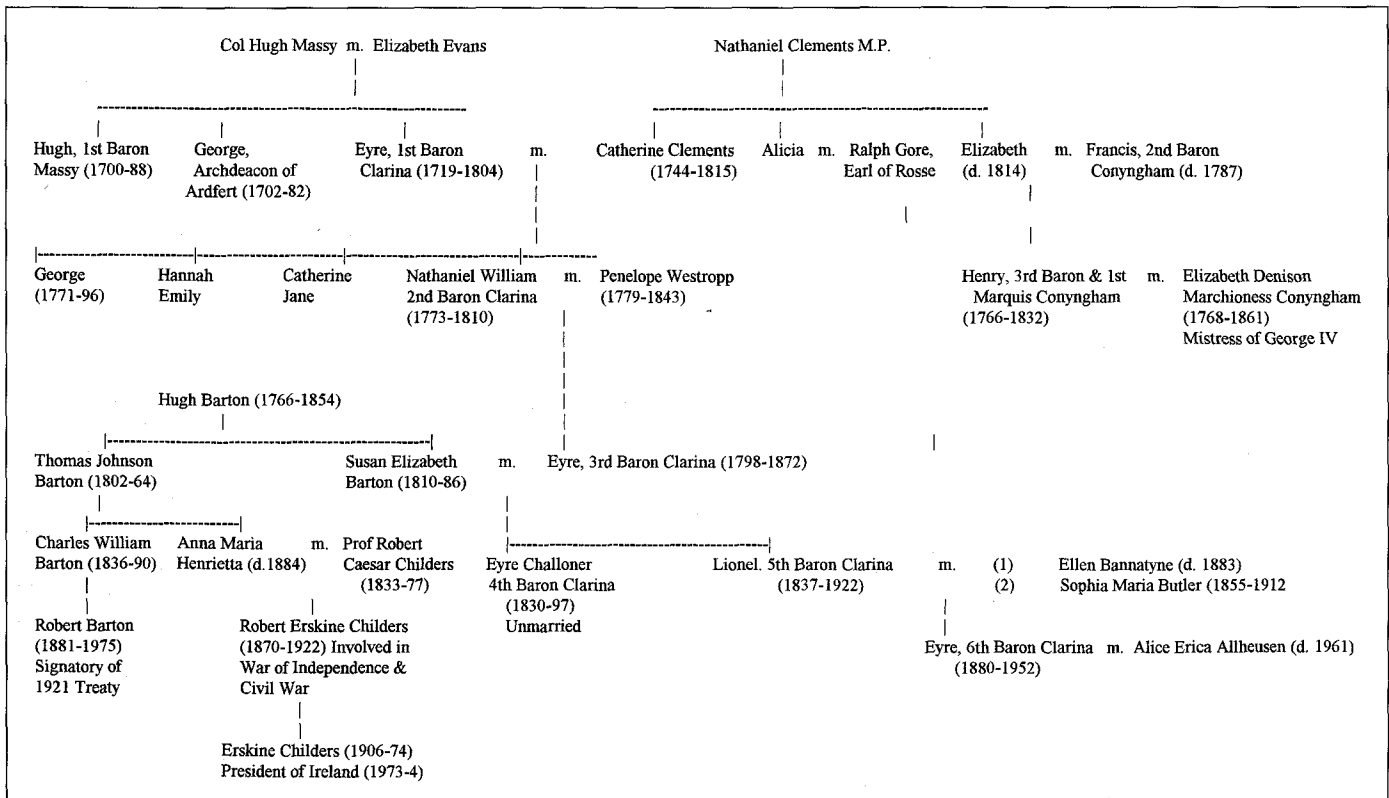 Col Hugh Massy m. Elizabeth Evans
Nathaniel Clements M.P.
Hugh, 1st Baron
Massy (1700-88)
George,
Archdeacon of
Ardfert (1702-82)
Eyre, 1st Baron
Clarina (1719-1804)
m.
Catherine Clements
(1744-1815)
Alicia m. Ralph Gore,
Earl of Rosse
Elizabeth
(d. 1814)
m.
Francis, 2nd Baron
Conyngham (d. 1787)
George
(1771-96)
Hannah
Emily
Catherine
Jane
Nathaniel William
2nd Baron Clarina
(1773-1810)
m.
Penelope Westropp
(1779-1843)
Henry, 3rd Baron & 1st
Marquis Conyngham
(1766-1832)
m.
Elizabeth Denison
Marchioness Conyngham
(1768-1861)
Mistress of George IV
Hugh Barton (1766-1854)
Thomas Johnson
Barton (1802-64)
Susan Elizabeth
Barton (1810-86)
m.
Eyre, 3rd Baron Clarina (1798-1872)
Charles William
Barton (1836-90)
Anna Maria
Henrietta (d.1884)
m.
Prof Robert
Caesar Childers
(1833-77)
Eyre Challoner
4th Baron Clarina
(1830-97)
Unmarried
Lionel. 5th Baron Clarina
(1837-1922)
m.
(1) Ellen Bannatyne (d. 1883)
(2) Sophia Maria Butler (1855-1912
Robert Barton
(1881-1975)
Signatory of
1921 Treaty
Robert Erskine Childers
(1870-1922) Involved in
War of Independence &
Civil War
Eyre, 6th Baron Clarina m. Alice Erica Allheusen (d. 1961)
(1880-1952)
Erskine Childers (1906-74)
President of Ireland (1973-4)